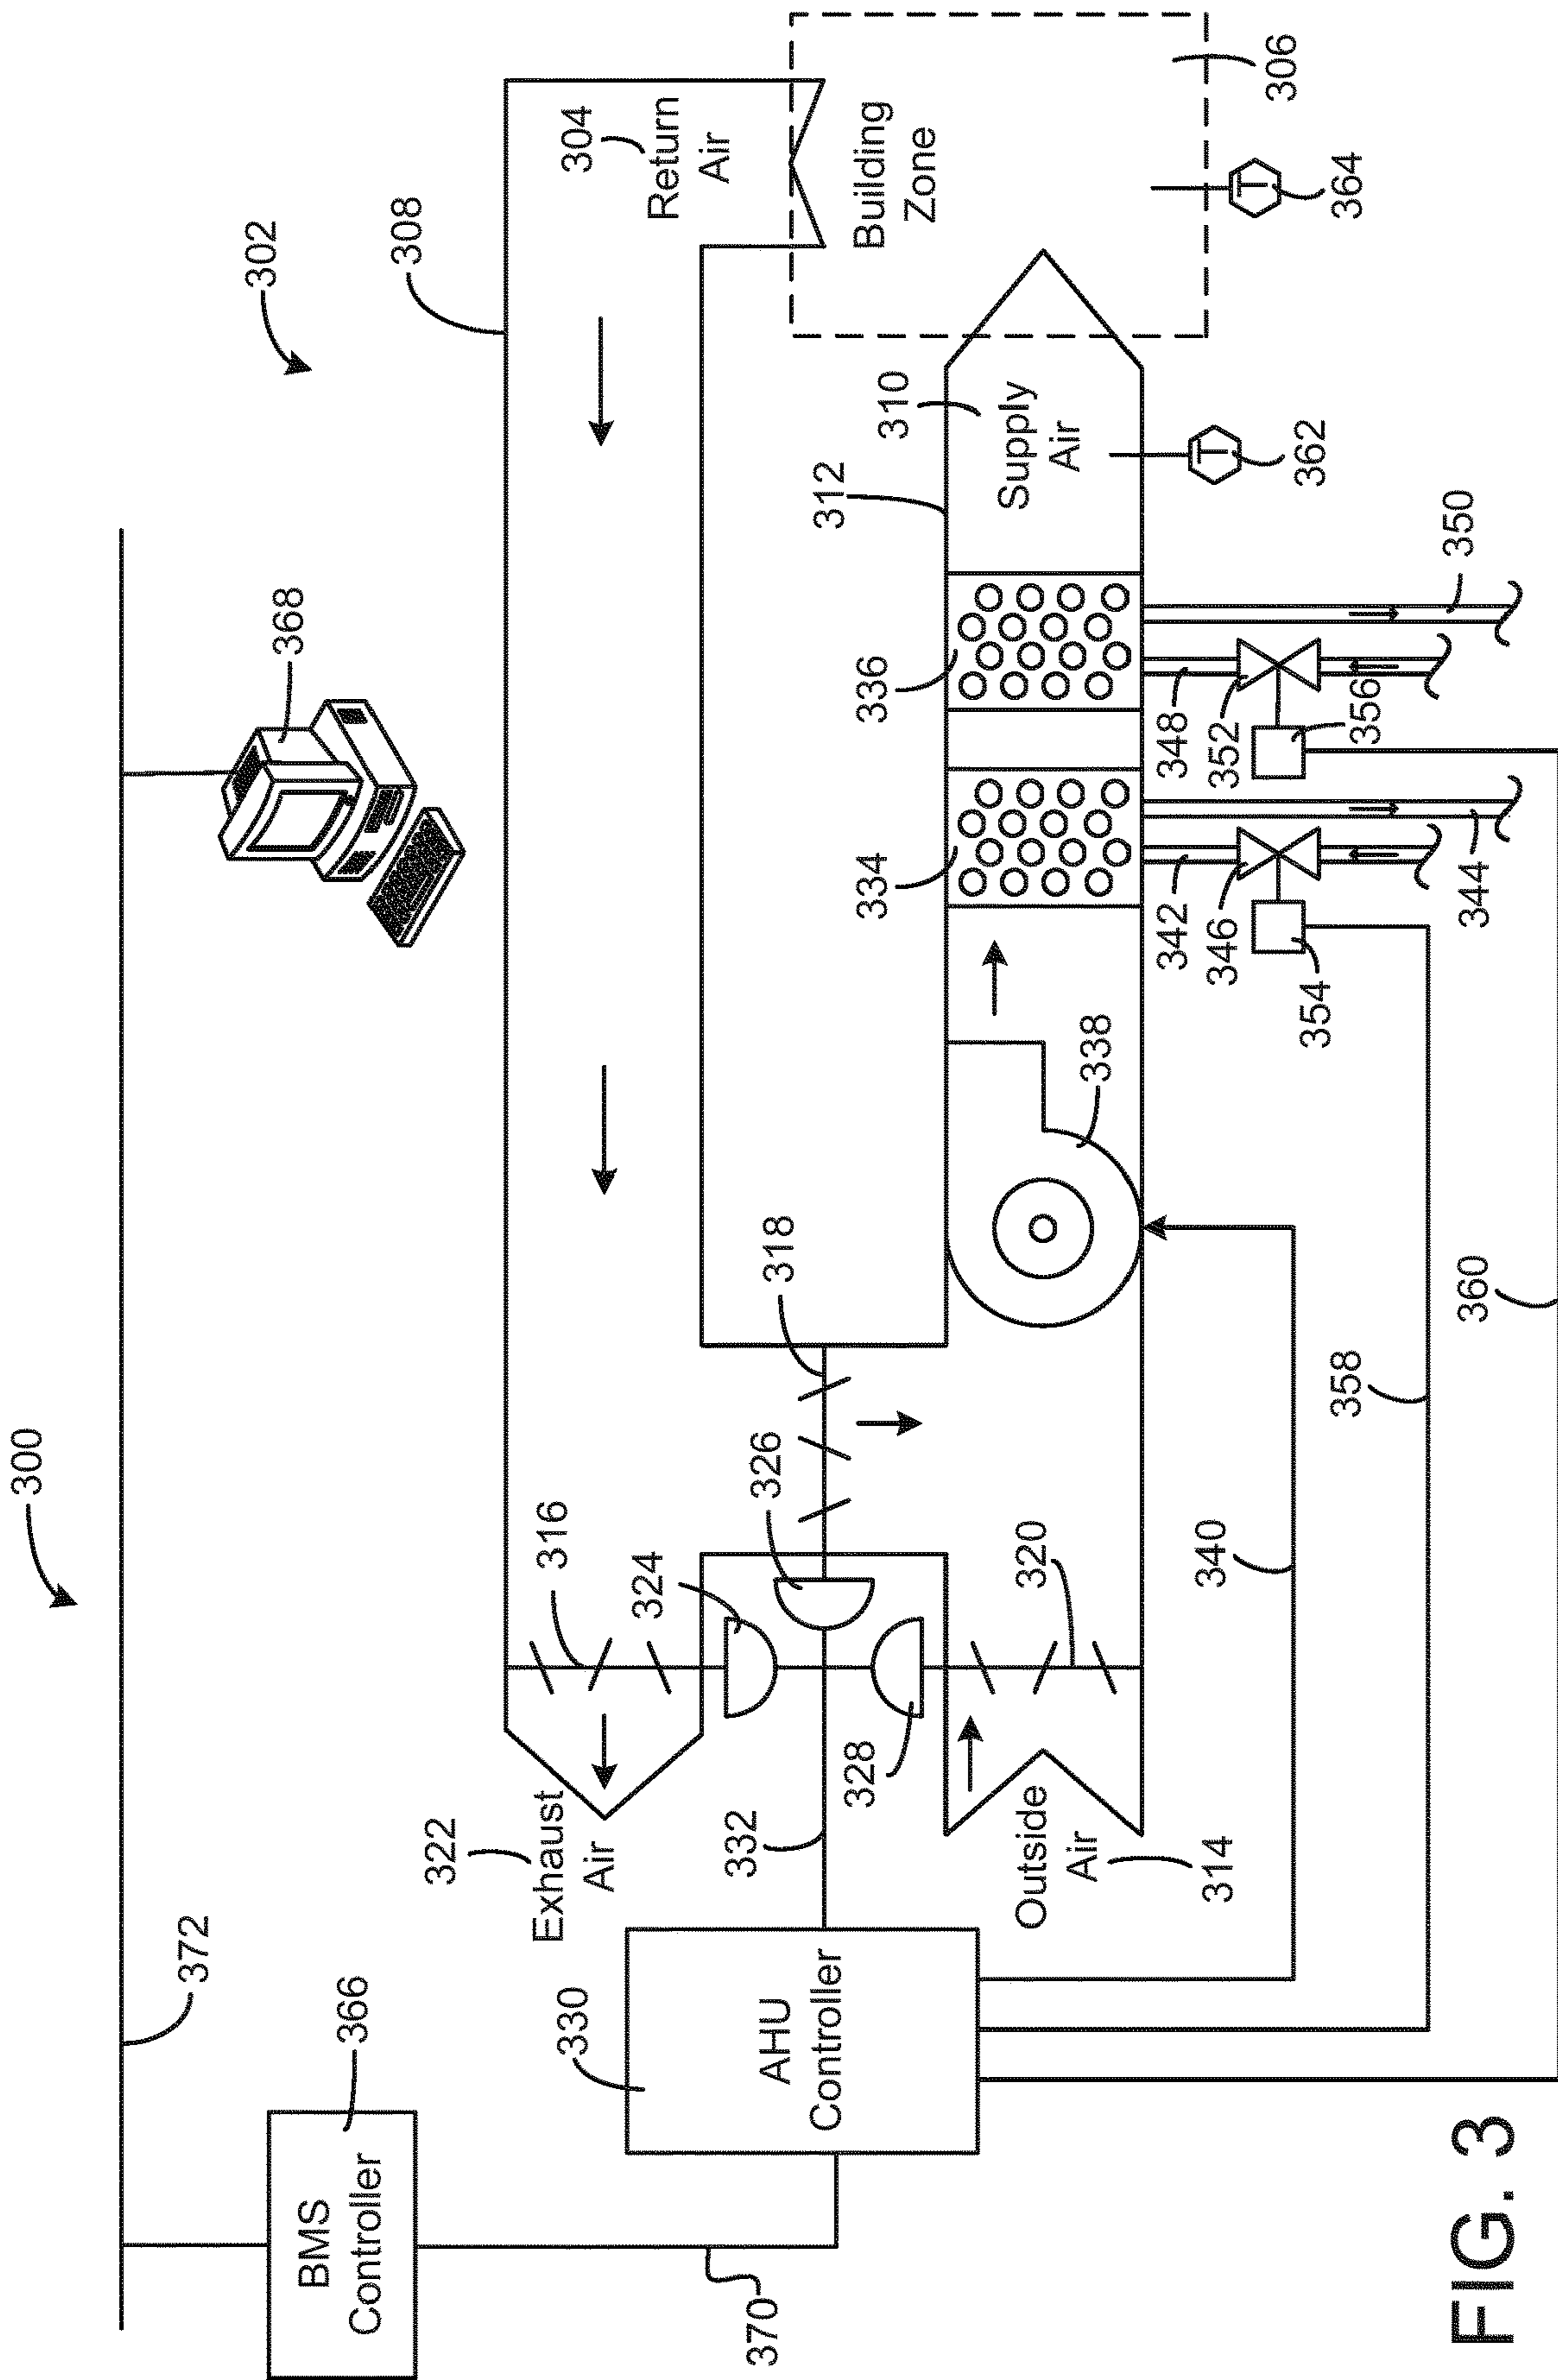 300
372
BMS
Controller
366
370
368
302
308
304
Return
Air
Building
Zone
306
364
322
Exhaust
Air
316
324
326
318
332
328
330
AHU
Controller
Outside
Air
314
320
338
312
310
Supply
Air
362
334
336
342
346
354
344
348
352
356
350
340
358
360
T
T
FIG. 3